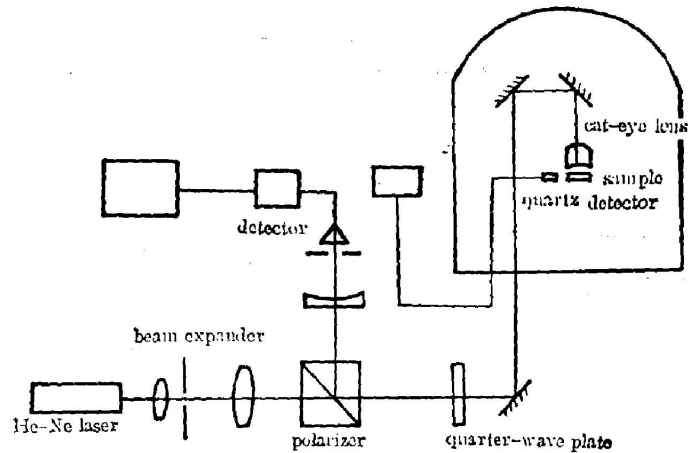 cat-eye lens
quartz
sample
detector
detector
beam expander
He-Ne laser
polarizer
quarter-wave plate